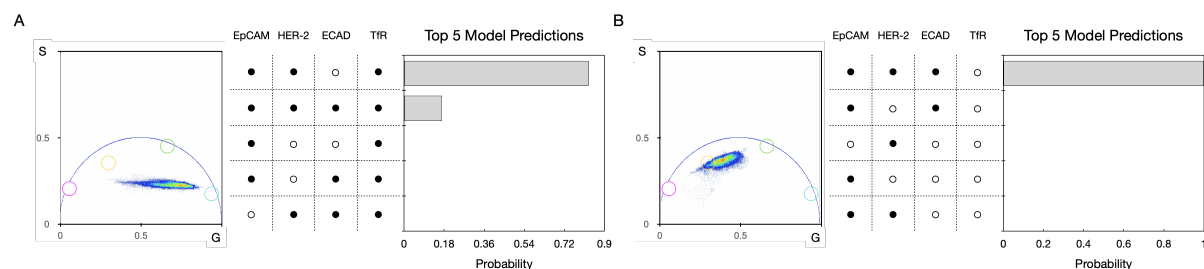 A
EpCAM HER-2 ECAD TfR
Top 5 Model Predictions
S
0.5
0
0 0.5 G
0 0.18 0.36 0.54 0.72 0.9
Probability
B
EpCAM HER-2 ECAD TfR
Top 5 Model Predictions
S
0.5
0
0 0.5 G
0 0.2 0.4 0.6 0.8 1
Probability